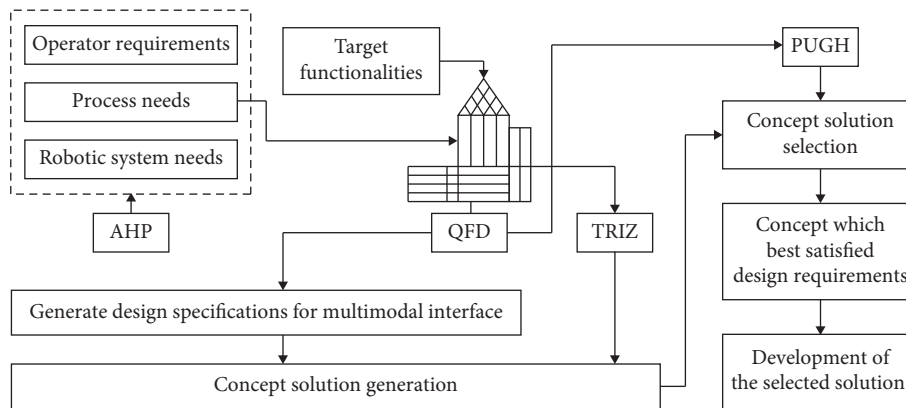 Operator requirements
Process needs
Robotic system needs
AHP
Target
functionalities
QFD
TRIZ
PUGH
Concept solution
selection
Concept which
best satisfied
design requirements
Development of
the selected solution
Generate design specifications for multimodal interface
Concept solution generation